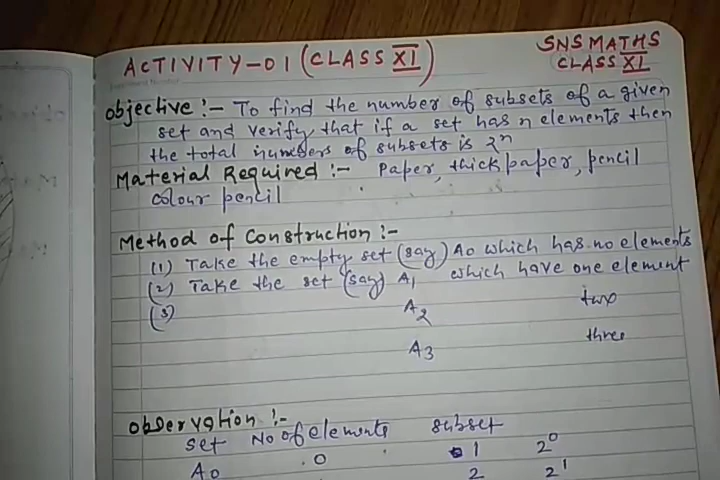 SNS MATHS
CLASS XI
ACTIVITY-01 (CLASS XI)
Objective :- To find the number of subsets of a given
set and verify that if a set has n elements then
the total numbers of subsets is 2^n
Material Required :- Paper, thick paper, pencil
colour pencil
Method of Construction :-
(1) Take the empty set (say) A0 which has no elements
(2) Take the set (say) A1 which have one element
(3) A2 two
A3 three
Observation :-
Set No of elements subset
A0 0 1 2^0
2 2^1